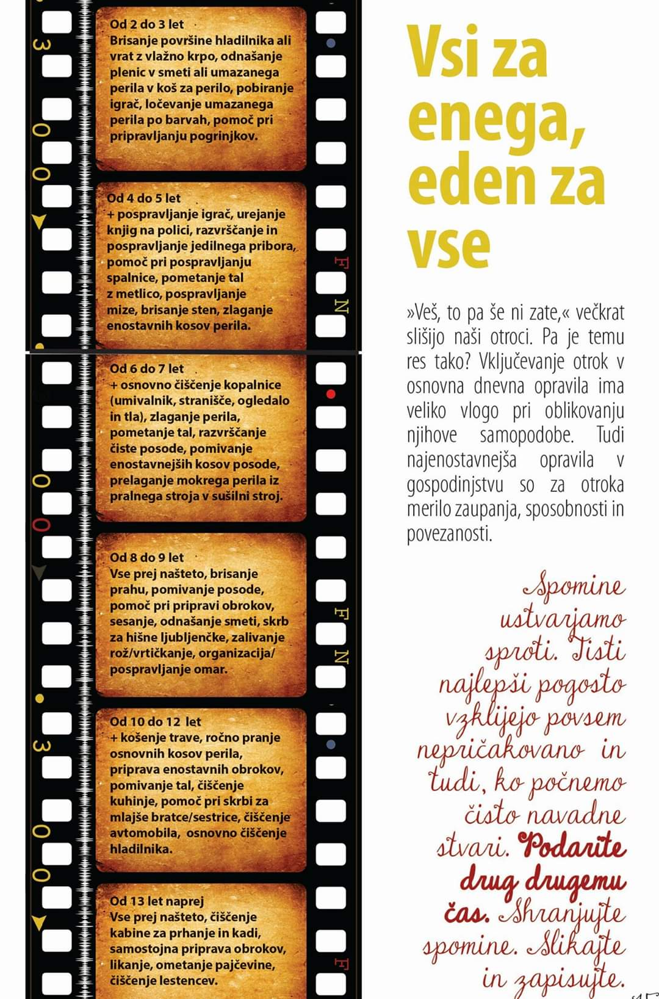 Od 2 do 3 let
Brisanje površine hladilnika ali
vrat z vlažno krpo, odnašanje
plenic v smeti ali umazanega
perila v koš za perilo, pobiranje
igrač, ločevanje umazanega
perila po barvah, pomoč pri
pripravljanju pogrinjkov.
Od 4 do 5 let
+ pospravljanje igrač, urejanje
knjig na polici, razvrščanje in
pospravljanje jedilnega pribora,
pomoč pri pospravljanju
spalnice, pometanje tal
z metlico, pospravljanje
mize, brisanje sten, zlaganje
enostavnih kosov perila.
Od 6 do 7 let
+ osnovno čiščenje kopalnice
(umivalnik, stranišče, ogledalo
in tla), zlaganje perila,
pometanje tal, razvrščanje
čiste posode, pomivanje
enostavnejših kosov posode,
prelaganje mokrega perila iz
pralnega stroja v sušilni stroj.
Od 8 do 9 let
Vse prej našteto, brisanje
prahu, pomivanje posode,
pomoč pri pripravi obrokov,
sesanje, odnašanje smeti, skrb
za hišne ljubljenčke, zalivanje
rož/vrtičkanje, organizacija/
pospravljanje omar.
Od 10 do 12 let
+ košenje trave, ročno pranje
osnovnih kosov perila,
priprava enostavnih obrokov,
pomivanje tal, čiščenje
kuhinje, pomoč pri skrbi za
mlajše bratce/sestrice, čiščenje
avtomobila, osnovno čiščenje
hladilnika.
Od 13 let naprej
Vse prej našteto, čiščenje
kabine za prhanje in kadi,
samostojna priprava obrokov,
likanje, ometanje pajčevine,
čiščenje lestencev.
3
0
0
0
0
3
0
0
F
N
F
N
F
Vsi za
enega,
eden za
vse
»Veš, to pa še ni zate,« večkrat
slišijo naši otroci. Pa je temu
res tako? Vključevanje otrok v
osnovna dnevna opravila ima
veliko vlogo pri oblikovanju
njihove samopodobe. Tudi
najenostavnejša opravila v
gospodinjstvu so za otroka
merilo zaupanja, sposobnosti in
povezanosti.
Spomine
ustvarjamo
sproti. Tisti
najlepši pogosto
vzklijejo povsem
nepričakovano in
tudi, ko počnemo
čisto navadne
stvari. Podarite
drug drugemu
čas. Shranjujte
spomine. Slikajte
in zapisujte.